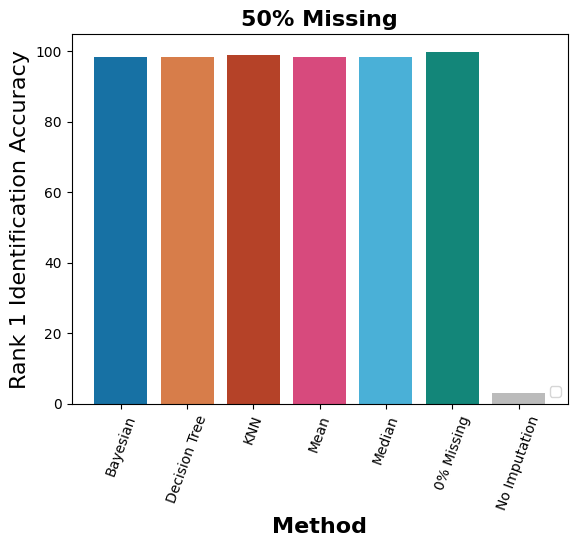 50% Missing
Rank 1 Identification Accuracy
100
80
60
40
20
0
Bayesian
Decision Tree
KNN
Mean
Median
0% Missing
No Imputation
Method